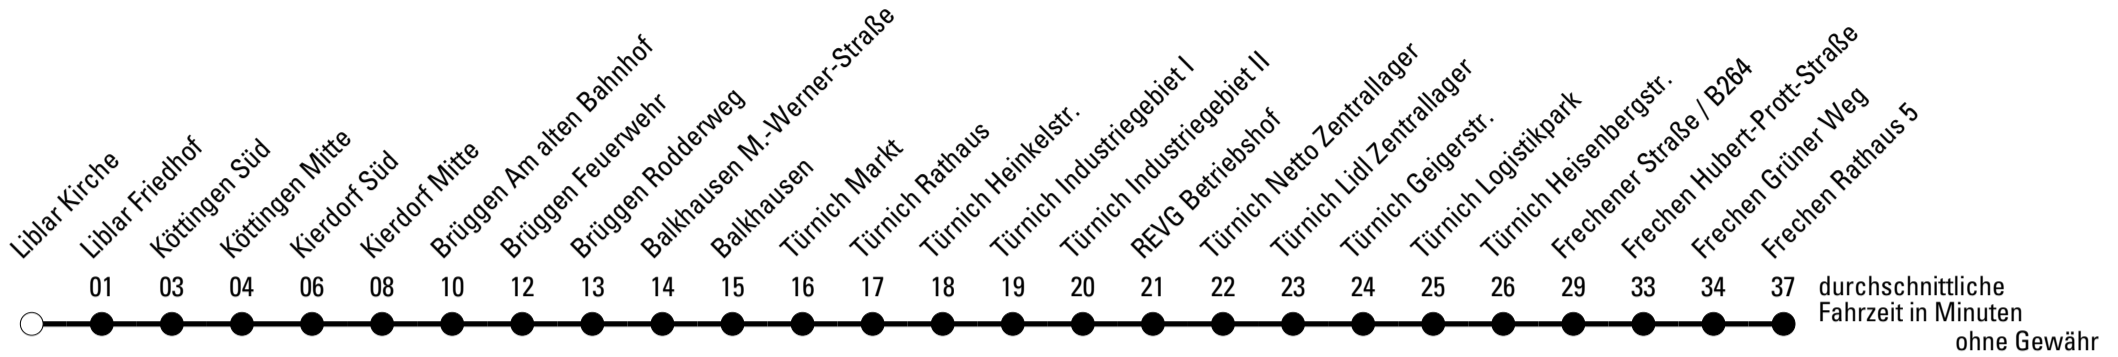 Liblar Kirche
Liblar Friedhof
Köttingen Süd
Köttingen Mitte
Kierdorf Süd
Kierdorf Mitte
Brüggen Am alten Bahnhof
Brüggen Feuerwehr
Brüggen Rodderweg
Balkhausen M.-Werner-Straße
Balkhausen
Türnich Markt
Türnich Rathaus
Türnich Heinkelstr.
Türnich Industriegebiet I
Türnich Industriegebiet II
REVG Betriebshof
Türnich Netto Zentrallager
Türnich Lidl Zentrallager
Türnich Geigerstr.
Türnich Logistikpark
Türnich Heisenbergstr.
Frechener Straße / B264
Frechen Hubert-Prott-Straße
Frechen Grüner Weg
Frechen Rathaus 5
01 03 04 06 08 10 12 13 14 15 16 17 18 19 20 21 22 23 24 25 26 29 33 34 37
durchschnittliche
Fahrzeit in Minuten
ohne Gewähr